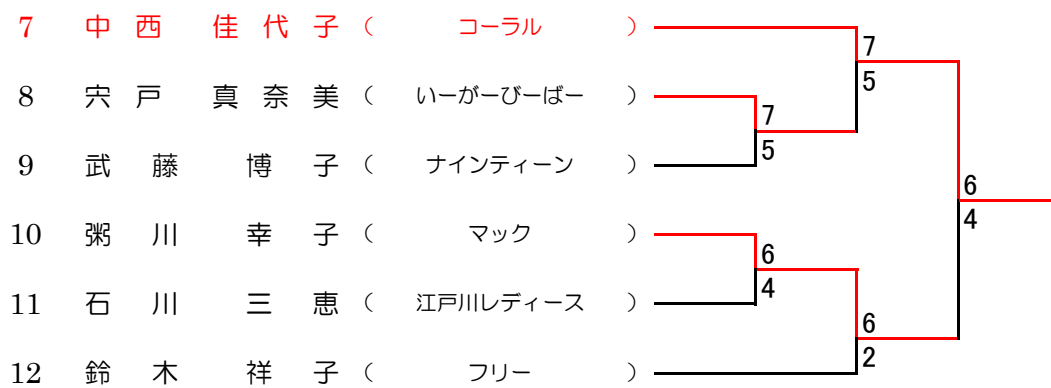 7 中西 佳代子 ( コーラル )
7
8 宍戸 真奈美 ( いーがーびーばー )
5
7
9 武藤 博子 ( ナインティーン )
5
6
4
10 粥川 幸子 ( マック )
6
11 石川 三恵 ( 江戸川レディース )
4
6
2
12 鈴木 祥子 ( フリー )